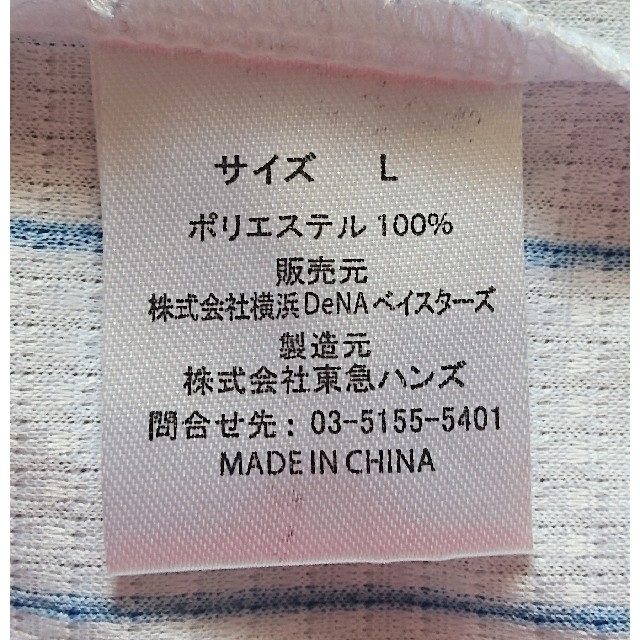 サイズ L
ポリエステル 100%
販売元
株式会社横浜DeNAベイスターズ
製造元
株式会社東急ハンズ
問合せ先：03-5155-5401
MADE IN CHINA